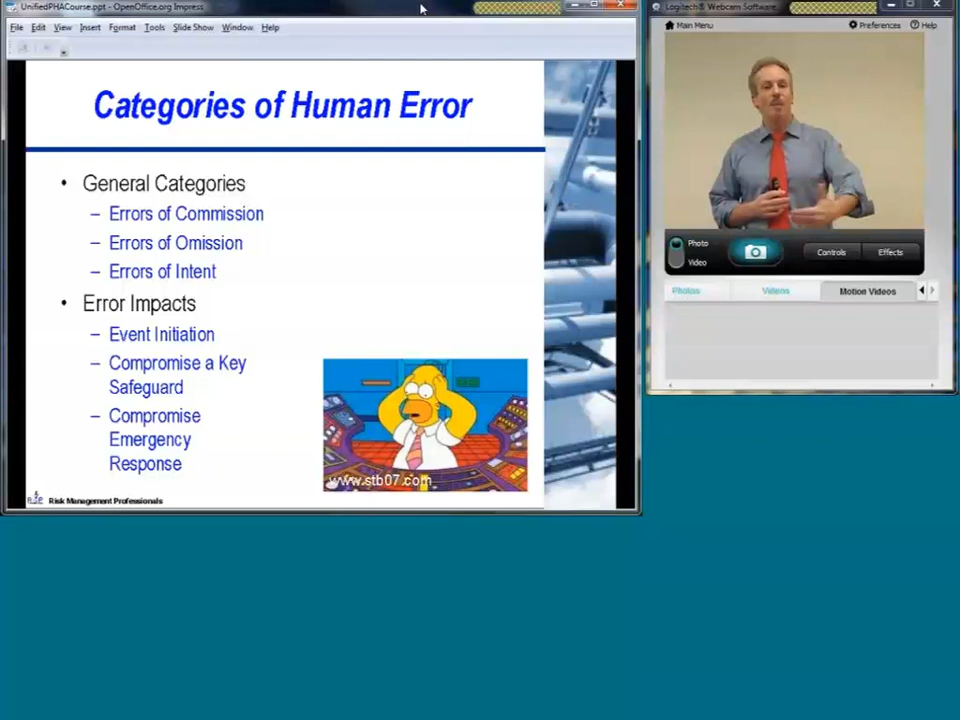 UnifiedPHACourse.ppt - OpenOffice.org Impress
File Edit View Insert Format Tools Slide Show Window Help
Categories of Human Error
• General Categories
– Errors of Commission
– Errors of Omission
– Errors of Intent
• Error Impacts
– Event Initiation
– Compromise a Key
Safeguard
– Compromise
Emergency
Response
www.stb07.com
Risk Management Professionals
Logitech® Webcam Software
Main Menu Preferences Help
Photo
Video
Controls Effects
Photos Videos Motion Videos